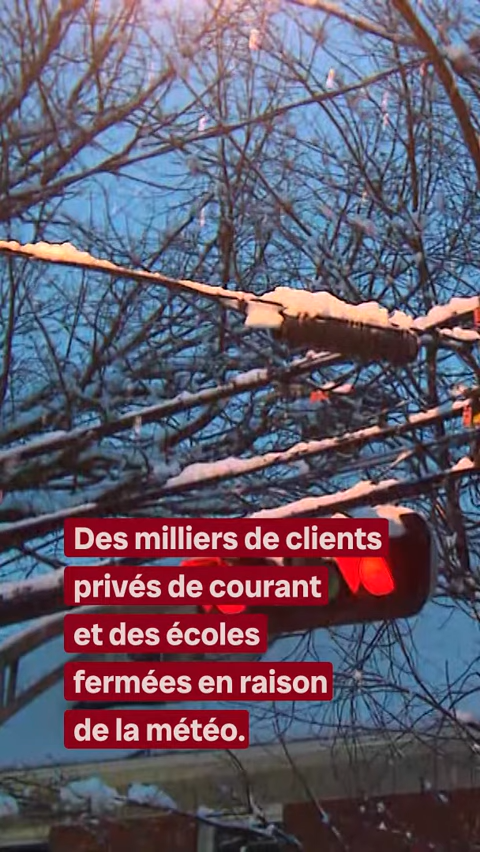 Des milliers de clients
privés de courant
et des écoles
fermées en raison
de la météo.